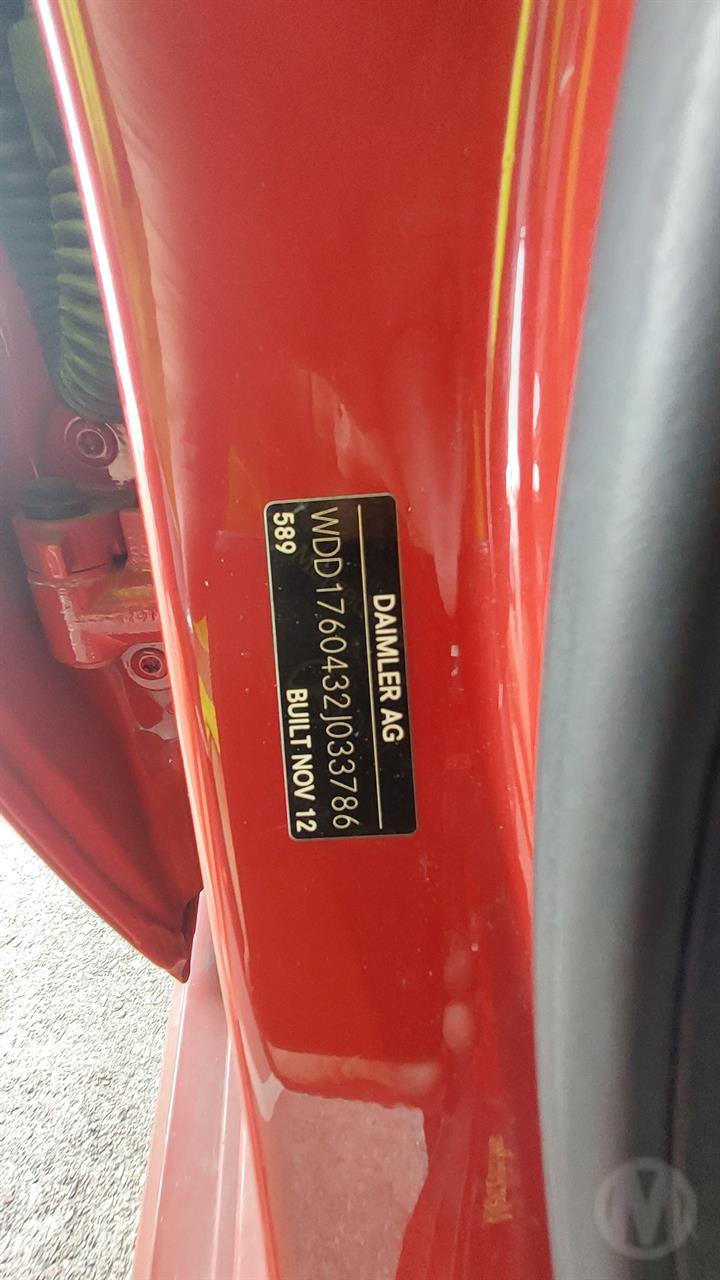 DAIMLER AG
WDD1760432J033786
589 BUILT NOV 12